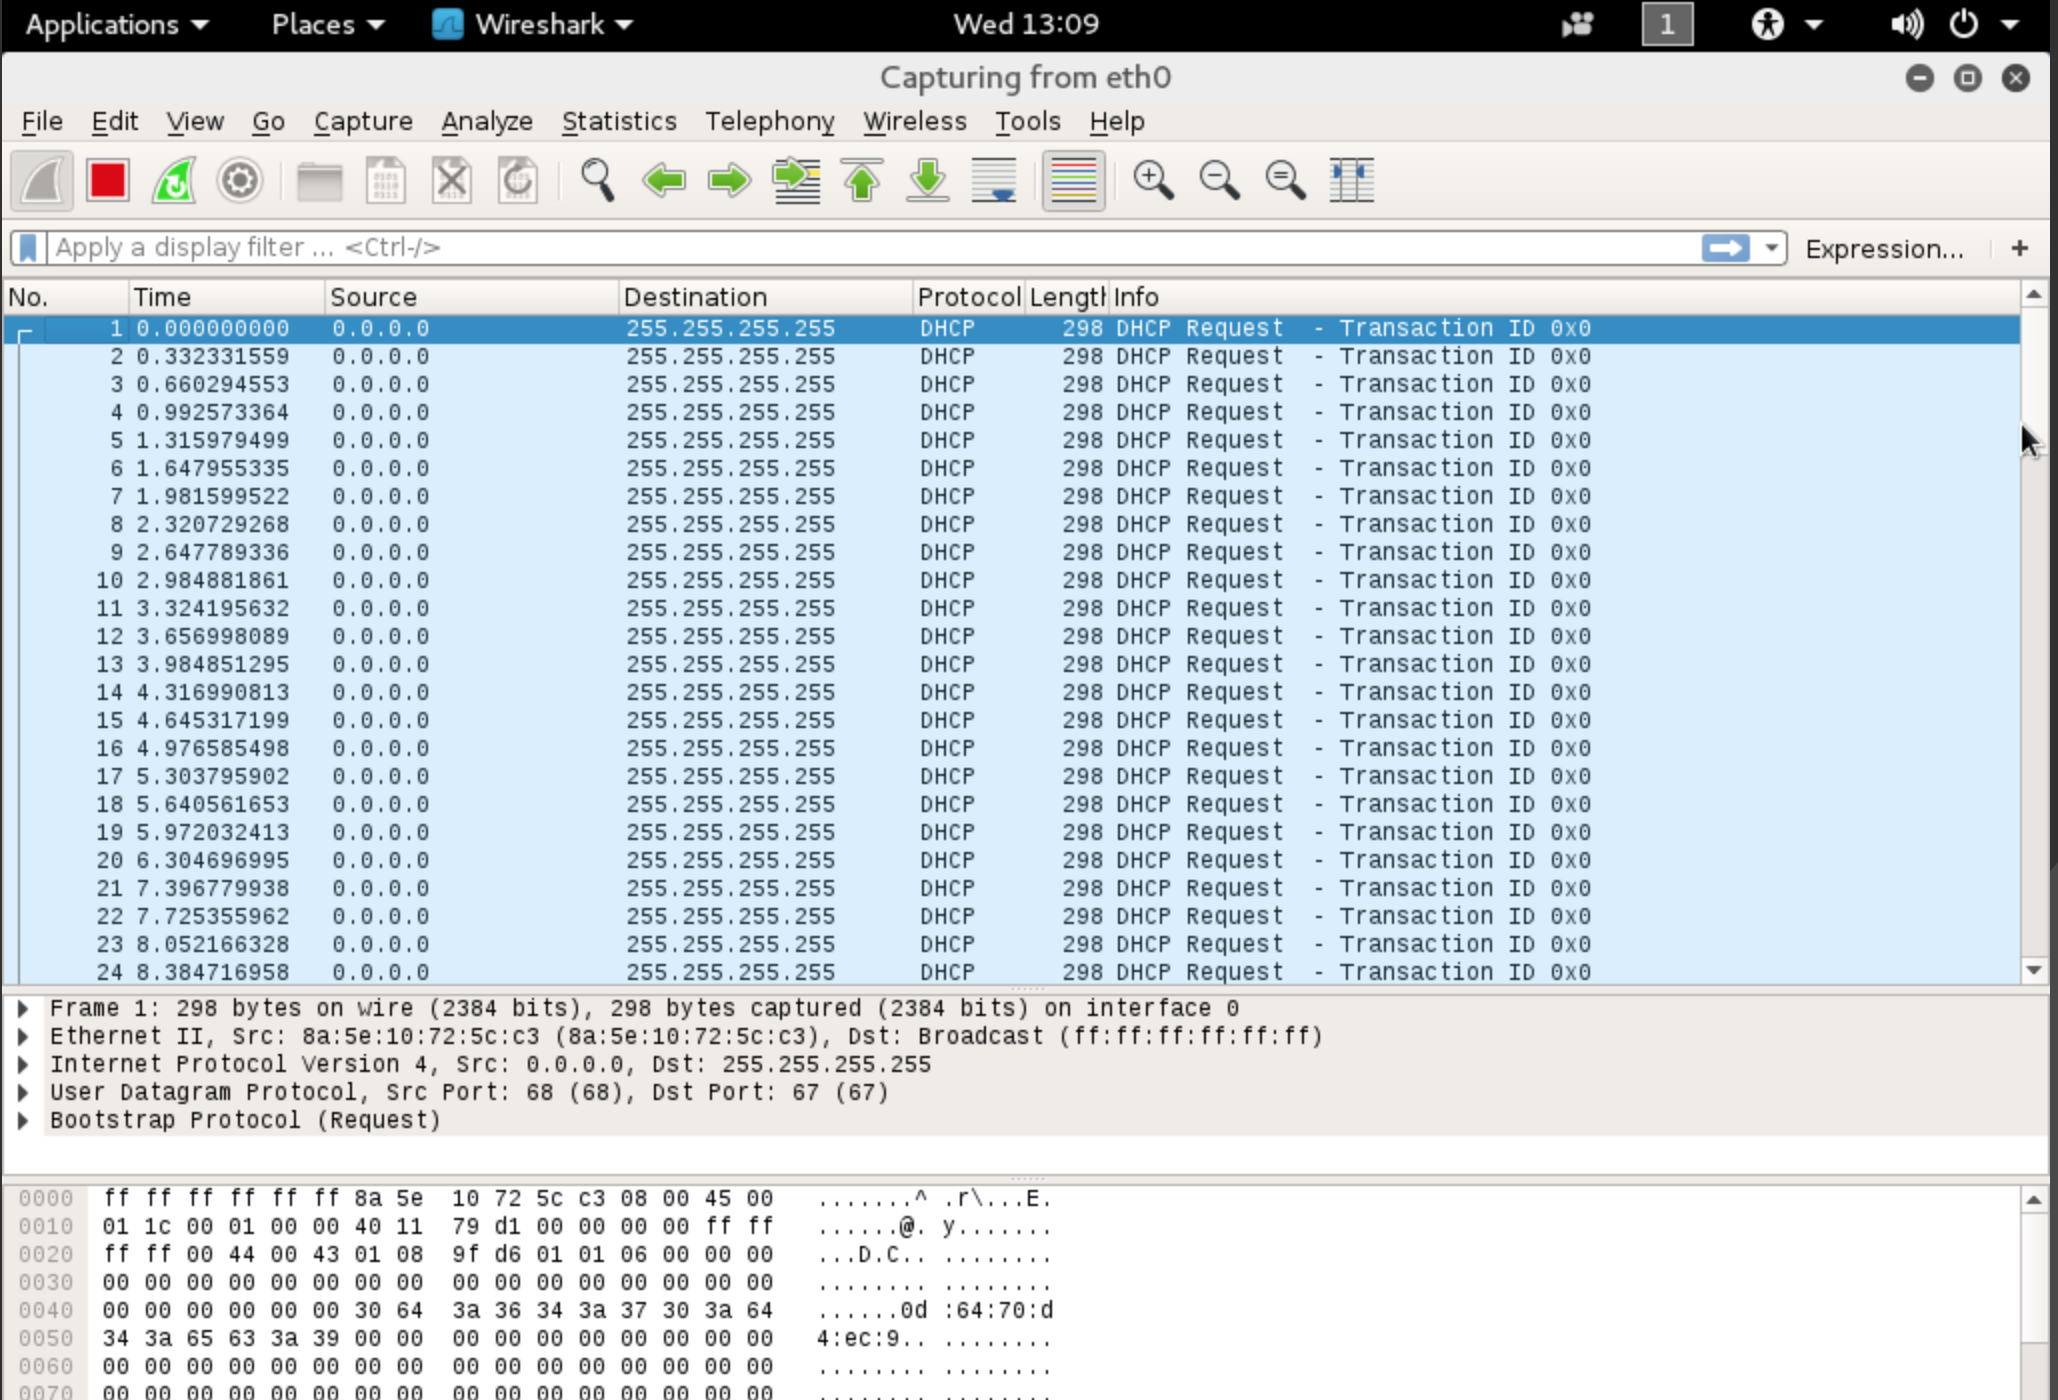 Applications Places Wireshark Wed 13:09 1
Capturing from eth0
File Edit View Go Capture Analyze Statistics Telephony Wireless Tools Help
Apply a display filter ... <Ctrl-/> Expression... +
No. Time Source Destination Protocol Length Info
1 0.000000000 0.0.0.0 255.255.255.255 DHCP 298 DHCP Request - Transaction ID 0x0
2 0.332331559 0.0.0.0 255.255.255.255 DHCP 298 DHCP Request - Transaction ID 0x0
3 0.660294553 0.0.0.0 255.255.255.255 DHCP 298 DHCP Request - Transaction ID 0x0
4 0.992573364 0.0.0.0 255.255.255.255 DHCP 298 DHCP Request - Transaction ID 0x0
5 1.315979499 0.0.0.0 255.255.255.255 DHCP 298 DHCP Request - Transaction ID 0x0
6 1.647955335 0.0.0.0 255.255.255.255 DHCP 298 DHCP Request - Transaction ID 0x0
7 1.981599522 0.0.0.0 255.255.255.255 DHCP 298 DHCP Request - Transaction ID 0x0
8 2.320729268 0.0.0.0 255.255.255.255 DHCP 298 DHCP Request - Transaction ID 0x0
9 2.647789336 0.0.0.0 255.255.255.255 DHCP 298 DHCP Request - Transaction ID 0x0
10 2.984881861 0.0.0.0 255.255.255.255 DHCP 298 DHCP Request - Transaction ID 0x0
11 3.324195632 0.0.0.0 255.255.255.255 DHCP 298 DHCP Request - Transaction ID 0x0
12 3.656998089 0.0.0.0 255.255.255.255 DHCP 298 DHCP Request - Transaction ID 0x0
13 3.984851295 0.0.0.0 255.255.255.255 DHCP 298 DHCP Request - Transaction ID 0x0
14 4.316990813 0.0.0.0 255.255.255.255 DHCP 298 DHCP Request - Transaction ID 0x0
15 4.645317199 0.0.0.0 255.255.255.255 DHCP 298 DHCP Request - Transaction ID 0x0
16 4.976585498 0.0.0.0 255.255.255.255 DHCP 298 DHCP Request - Transaction ID 0x0
17 5.303795902 0.0.0.0 255.255.255.255 DHCP 298 DHCP Request - Transaction ID 0x0
18 5.640561653 0.0.0.0 255.255.255.255 DHCP 298 DHCP Request - Transaction ID 0x0
19 5.972032413 0.0.0.0 255.255.255.255 DHCP 298 DHCP Request - Transaction ID 0x0
20 6.304696995 0.0.0.0 255.255.255.255 DHCP 298 DHCP Request - Transaction ID 0x0
21 7.396779938 0.0.0.0 255.255.255.255 DHCP 298 DHCP Request - Transaction ID 0x0
22 7.725355962 0.0.0.0 255.255.255.255 DHCP 298 DHCP Request - Transaction ID 0x0
23 8.052166328 0.0.0.0 255.255.255.255 DHCP 298 DHCP Request - Transaction ID 0x0
24 8.384716958 0.0.0.0 255.255.255.255 DHCP 298 DHCP Request - Transaction ID 0x0
Frame 1: 298 bytes on wire (2384 bits), 298 bytes captured (2384 bits) on interface 0
Ethernet II, Src: 8a:5e:10:72:5c:c3 (8a:5e:10:72:5c:c3), Dst: Broadcast (ff:ff:ff:ff:ff:ff)
Internet Protocol Version 4, Src: 0.0.0.0, Dst: 255.255.255.255
User Datagram Protocol, Src Port: 68 (68), Dst Port: 67 (67)
Bootstrap Protocol (Request)
0000 ff ff ff ff ff ff 8a 5e 10 72 5c c3 08 00 45 00 .......^ .r\...E.
0010 01 1c 00 01 00 00 40 11 79 d1 00 00 00 00 ff ff ......@. y.......
0020 ff ff 00 44 00 43 01 08 9f d6 01 01 06 00 00 00 ...D.C.. ........
0030 00 00 00 00 00 00 00 00 00 00 00 00 00 00 00 00 ........ ........
0040 00 00 00 00 00 00 30 64 3a 36 34 3a 37 30 3a 64 ......0d :64:70:d
0050 34 3a 65 63 3a 39 00 00 00 00 00 00 00 00 00 00 4:ec:9.. ........
0060 00 00 00 00 00 00 00 00 00 00 00 00 00 00 00 00 ........ ........
0070 00 00 00 00 00 00 00 00 00 00 00 00 00 00 00 00 ........ ........